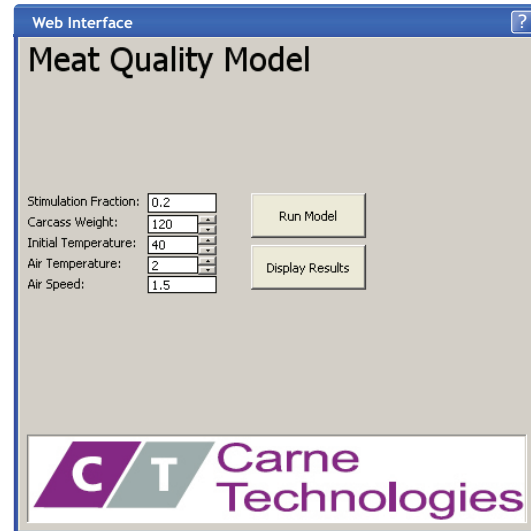 Web Interface
?
Meat Quality Model
Stimulation Fraction: 0.2
Carcass Weight: 120
Initial Temperature: 40
Air Temperature: 2
Air Speed: 1.5
Run Model
Display Results
CT Carne
Technologies